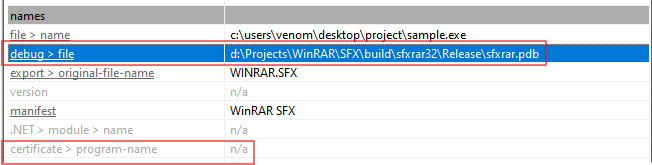 names
file > name c:\users\venom\desktop\project\sample.exe
debug > file d:\Projects\WinRAR\SFX\build\sfxrar32\Release\sfxrar.pdb
export > original-file-name WINRAR.SFX
version n/a
manifest WinRAR SFX
.NET > module > name n/a
certificate > program-name n/a